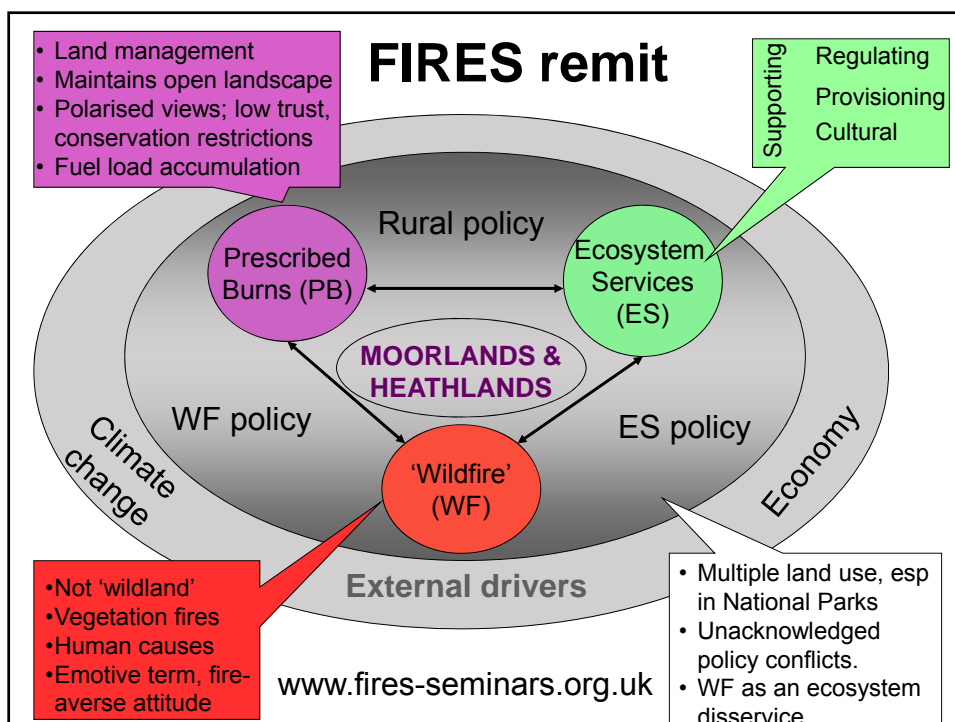 FIRES remit
• Land management
• Maintains open landscape
• Polarised views; low trust,
conservation restrictions
• Fuel load accumulation
Supporting
Regulating
Provisioning
Cultural
Rural policy
Prescribed
Burns (PB)
Ecosystem
Services
(ES)
MOORLANDS &
HEATHLANDS
WF policy
ES policy
‘Wildfire’
(WF)
Climate
change
Economy
External drivers
•Not ‘wildland’
•Vegetation fires
•Human causes
•Emotive term, fire-
averse attitude
• Multiple land use, esp
in National Parks
• Unacknowledged
policy conflicts.
• WF as an ecosystem
disservice
www.fires-seminars.org.uk